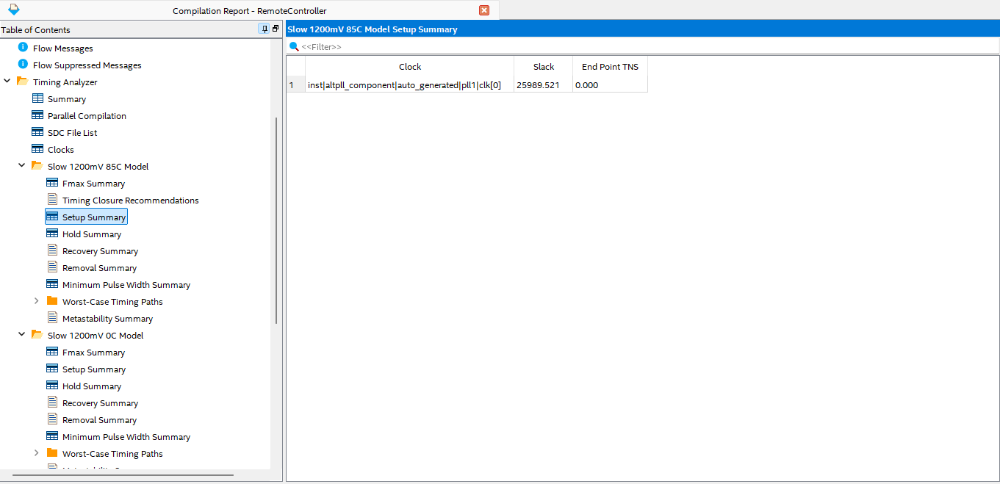 Compilation Report - RemoteController
Table of Contents
Flow Messages
Flow Suppressed Messages
Timing Analyzer
Summary
Parallel Compilation
SDC File List
Clocks
Slow 1200mV 85C Model
Fmax Summary
Timing Closure Recommendations
Setup Summary
Hold Summary
Recovery Summary
Removal Summary
Minimum Pulse Width Summary
Worst-Case Timing Paths
Metastability Summary
Slow 1200mV 0C Model
Fmax Summary
Setup Summary
Hold Summary
Recovery Summary
Removal Summary
Minimum Pulse Width Summary
Worst-Case Timing Paths
Slow 1200mV 85C Model Setup Summary
<<Filter>>
Clock Slack End Point TNS
1 inst|altpll_component|auto_generated|pll1|clk[0] 25989.521 0.000